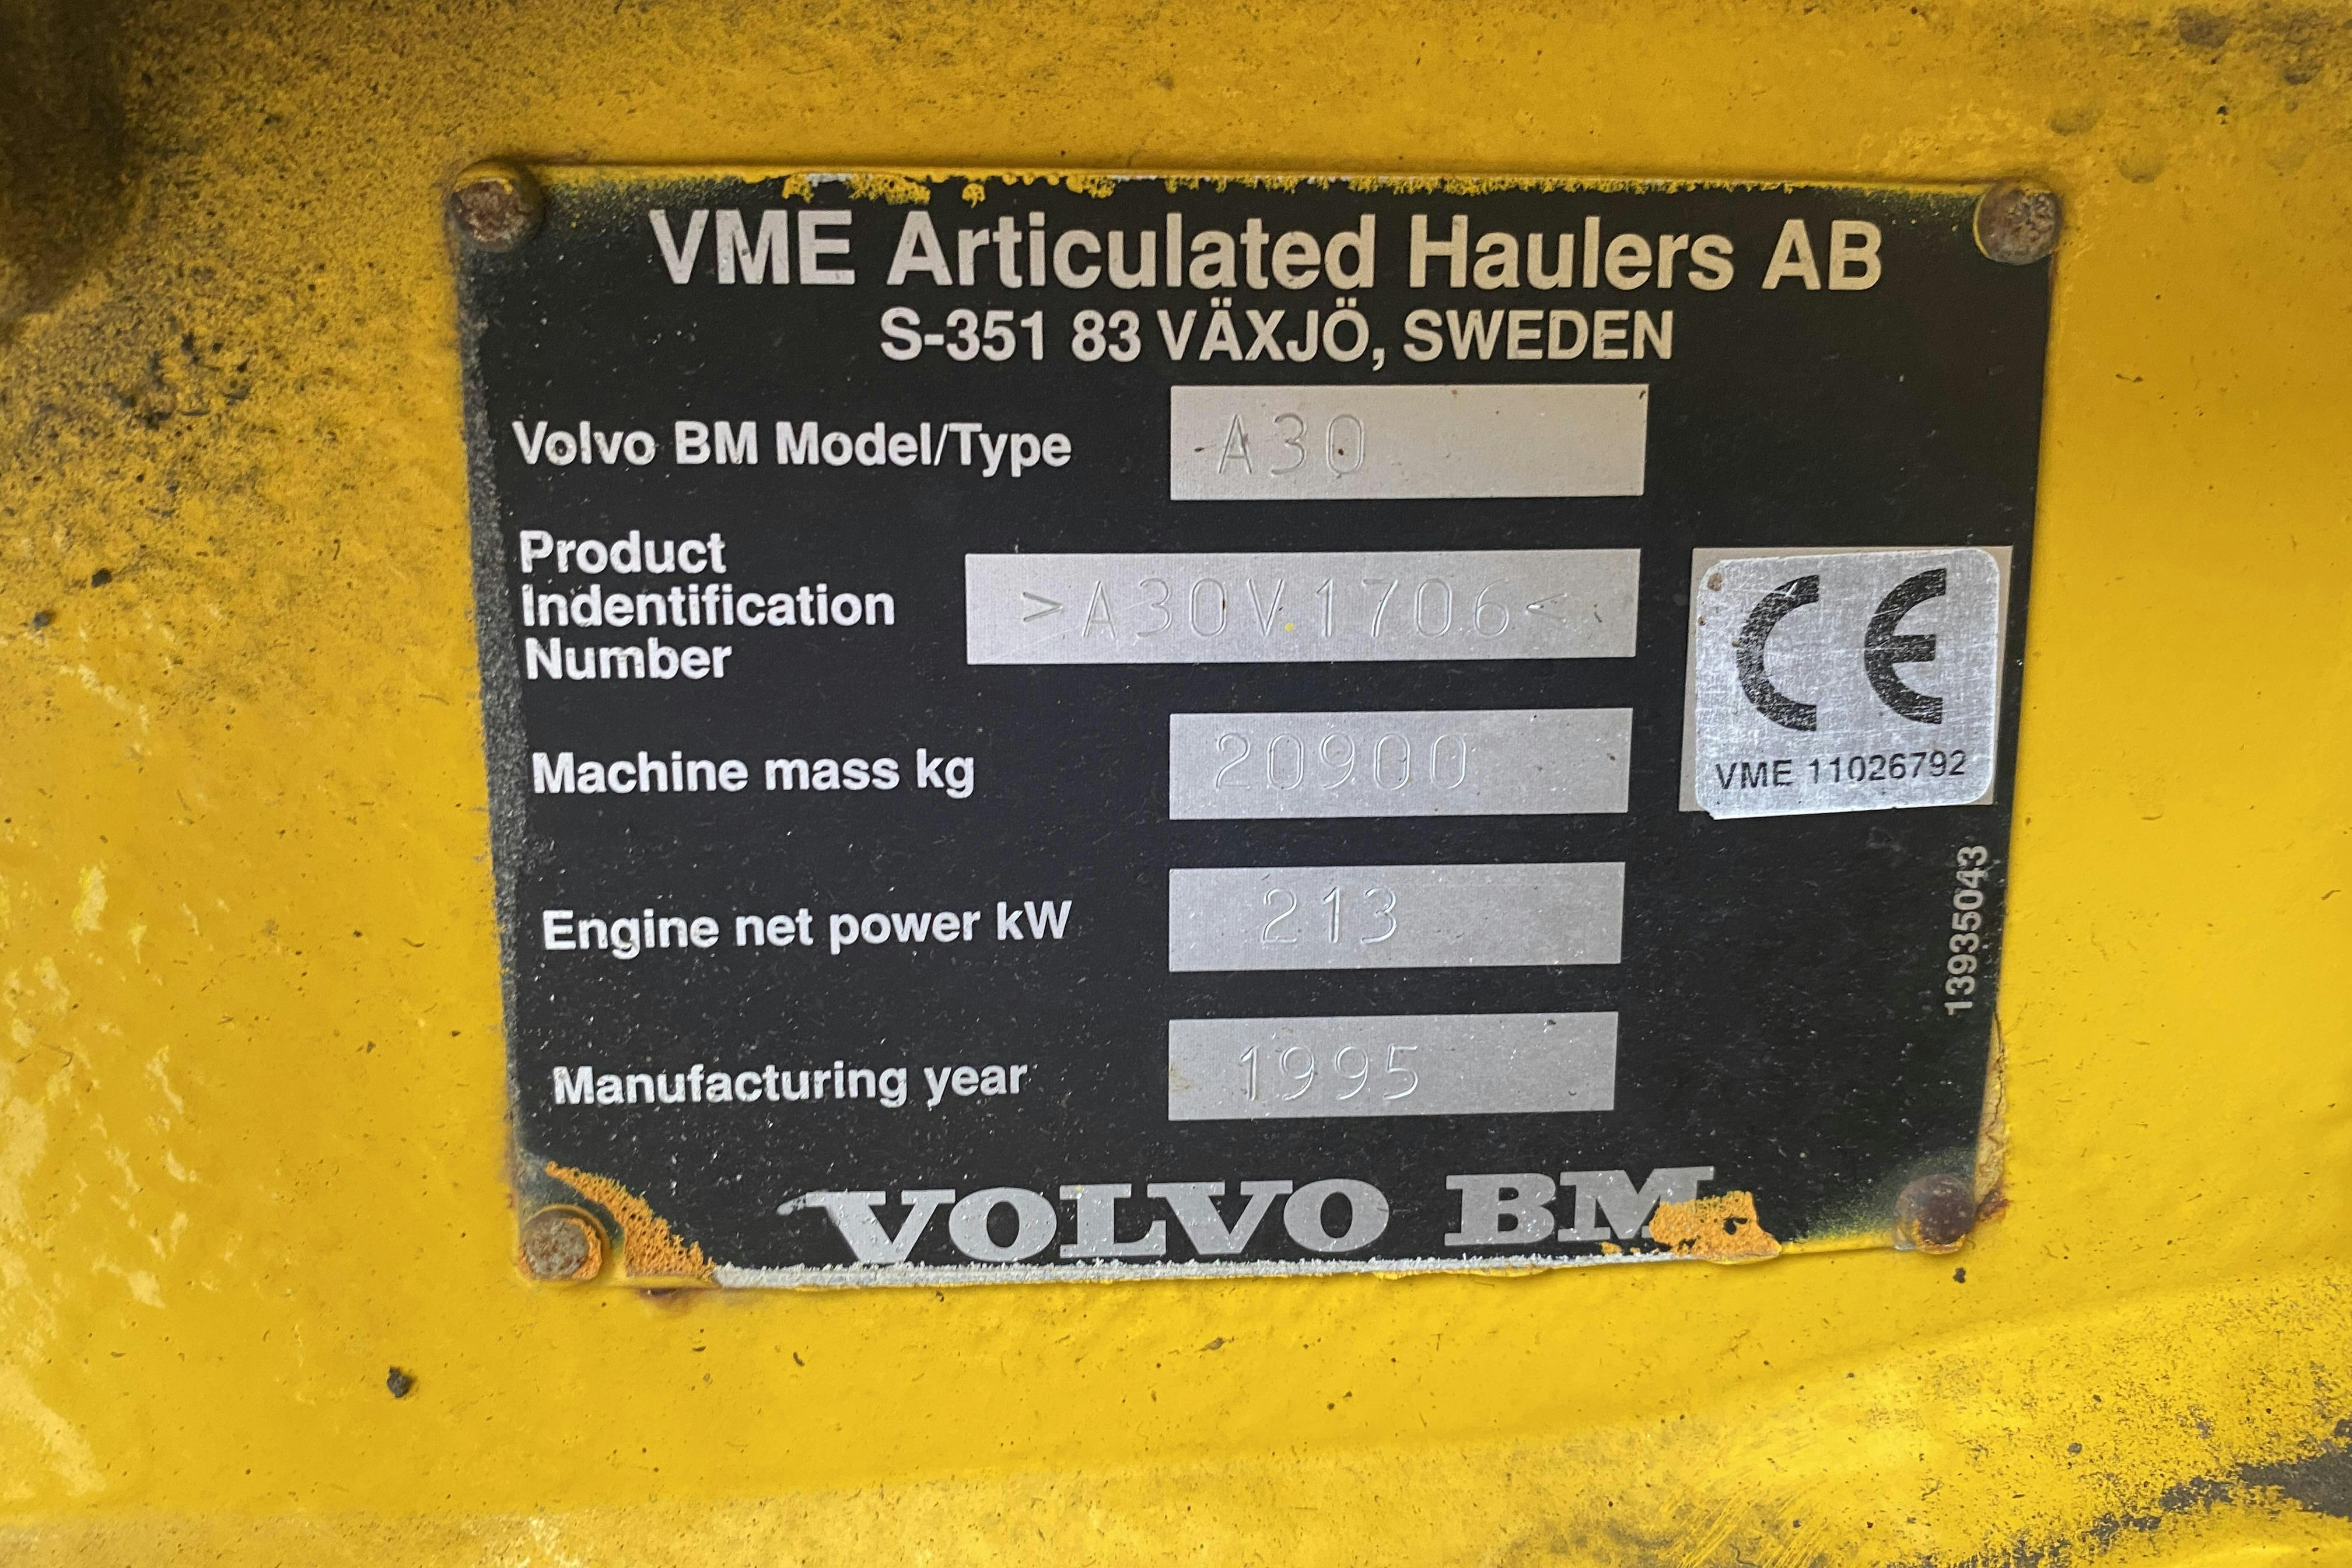 VME Articulated Haulers AB
S-351 83 VÄXJÖ, SWEDEN
Volvo BM Model/Type A30
Product
Indentification
Number >A30V1706<
Machine mass kg 20900
CE
VME 11026792
Engine net power kW 213
13935043
Manufacturing year 1995
VOLVO BM